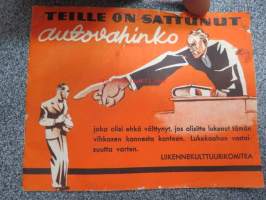 TEILLE ON SATTUNUT
autovahinko
joka olisi ehkä välttynyt, jos olisitte lukenut tämän
vihkosen kannesta kanteen. Lukekaahan vastai-
suutta varten.
LIIKENNEKULTTUURIKOMITEA